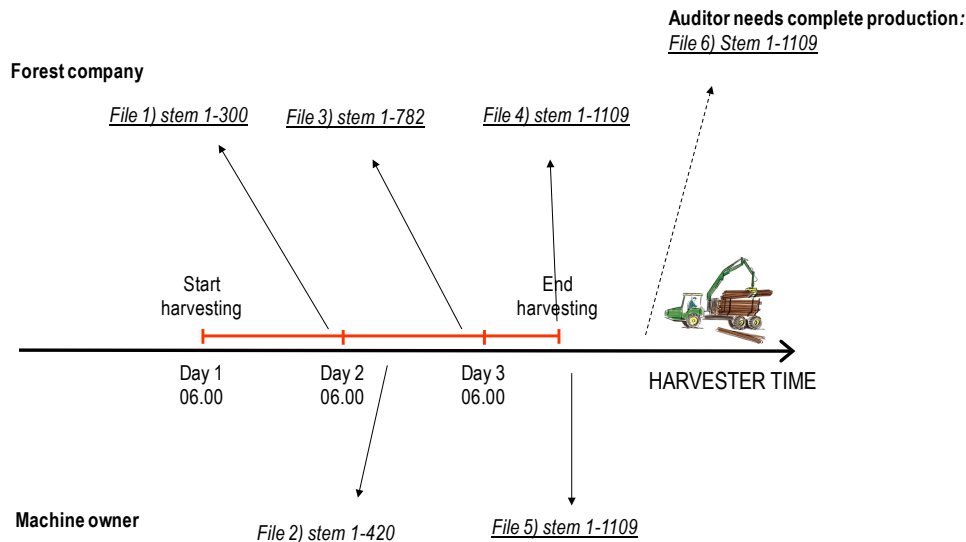 Auditor needs complete production:
File 6) Stem 1-1109
Forest company
File 1) stem 1-300
File 3) stem 1-782
File 4) stem 1-1109
Start
harvesting
End
harvesting
Day 1
06.00
Day 2
06.00
Day 3
06.00
HARVESTER TIME
Machine owner
File 2) stem 1-420
File 5) stem 1-1109